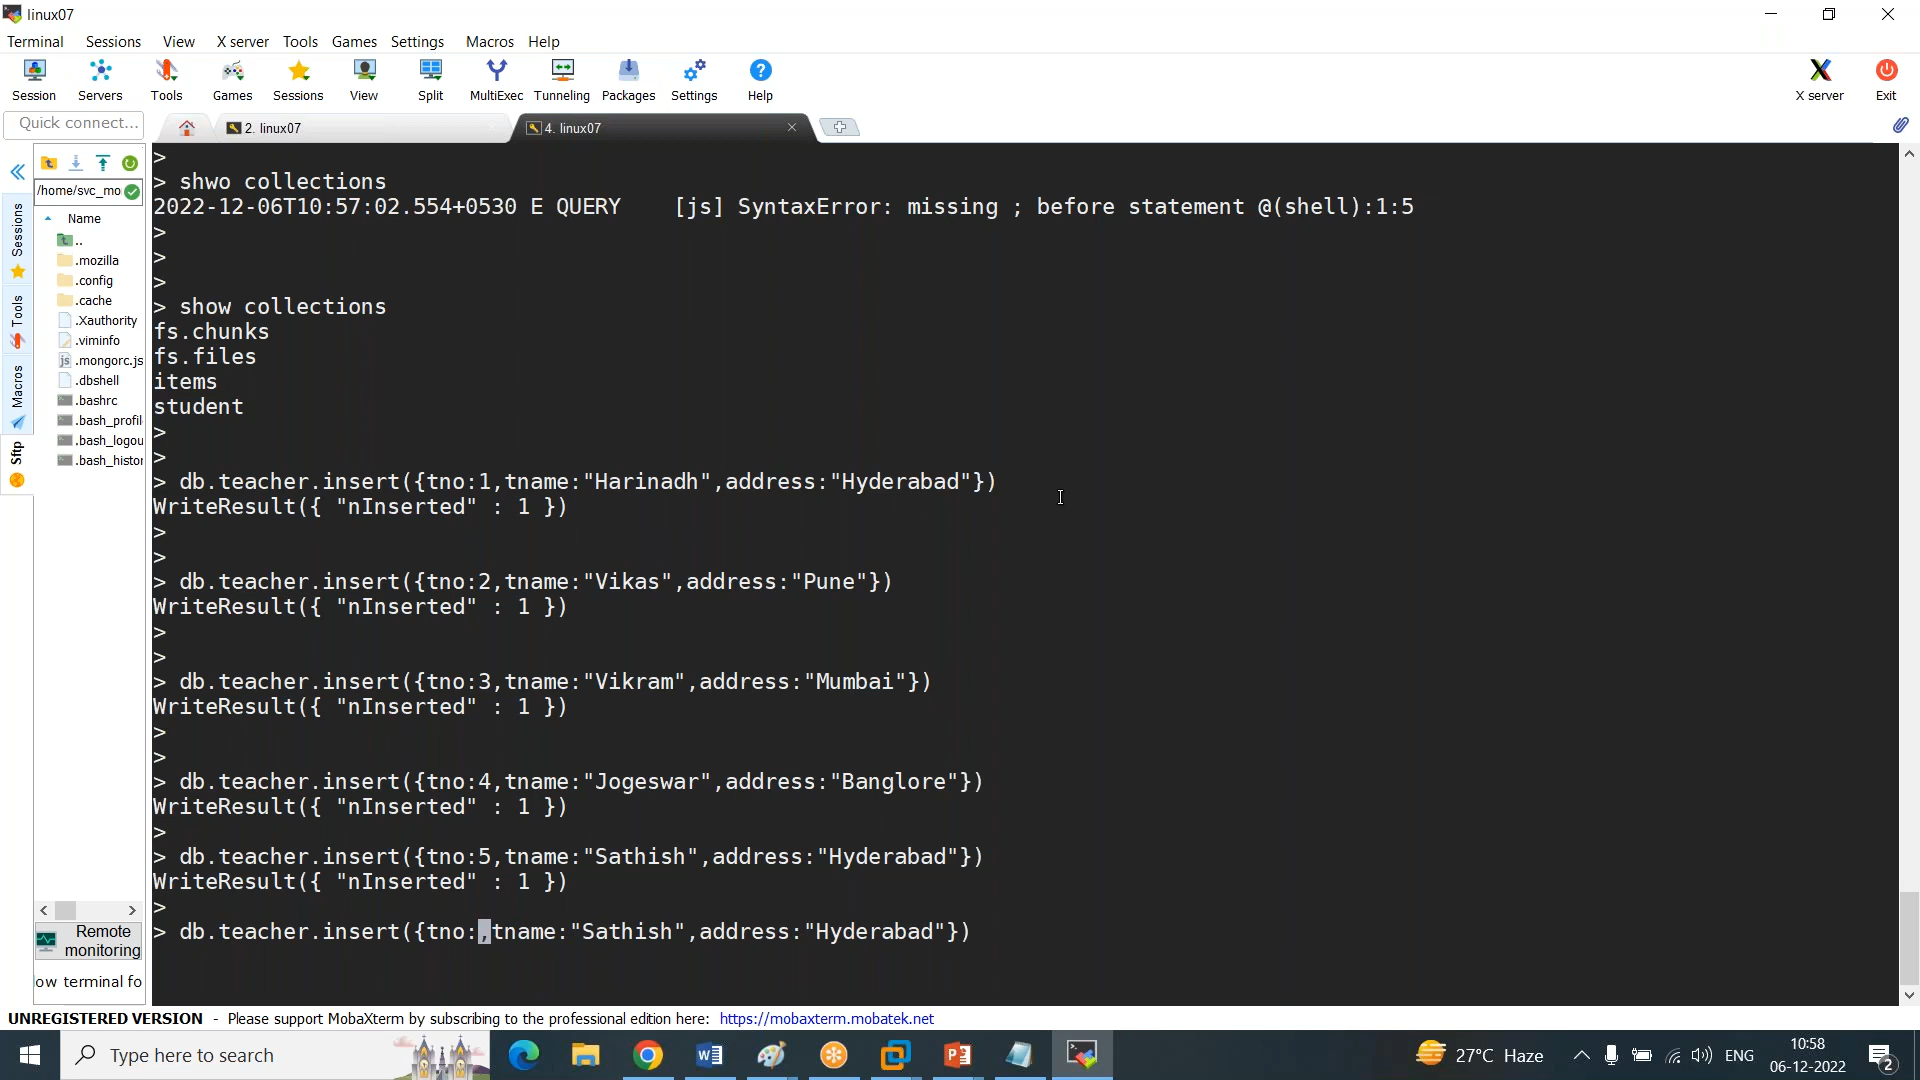 linux07
Terminal Sessions View X server Tools Games Settings Macros Help
Session Servers Tools Games Sessions View Split MultiExec Tunneling Packages Settings Help X server Exit
Quick connect...
2. linux07
4. linux07
/home/svc_mo
Name
..
.mozilla
.config
.cache
.Xauthority
.viminfo
.mongorc.js
.dbshell
.bashrc
.bash_profil
.bash_logou
.bash_histor
Remote
monitoring
ow terminal fo
Sessions
Tools
Macros
Sftp
>
> shwo collections
2022-12-06T10:57:02.554+0530 E QUERY    [js] SyntaxError: missing ; before statement @(shell):1:5
>
>
>
> show collections
fs.chunks
fs.files
items
student
>
>
> db.teacher.insert({tno:1,tname:"Harinadh",address:"Hyderabad"})
WriteResult({ "nInserted" : 1 })
>
>
> db.teacher.insert({tno:2,tname:"Vikas",address:"Pune"})
WriteResult({ "nInserted" : 1 })
>
>
> db.teacher.insert({tno:3,tname:"Vikram",address:"Mumbai"})
WriteResult({ "nInserted" : 1 })
>
>
> db.teacher.insert({tno:4,tname:"Jogeswar",address:"Banglore"})
WriteResult({ "nInserted" : 1 })
>
> db.teacher.insert({tno:5,tname:"Sathish",address:"Hyderabad"})
WriteResult({ "nInserted" : 1 })
>
> db.teacher.insert({tno:,tname:"Sathish",address:"Hyderabad"})
UNREGISTERED VERSION - Please support MobaXterm by subscribing to the professional edition here: https://mobaxterm.mobatek.net
Type here to search
27°C Haze
ENG
10:58
06-12-2022
2